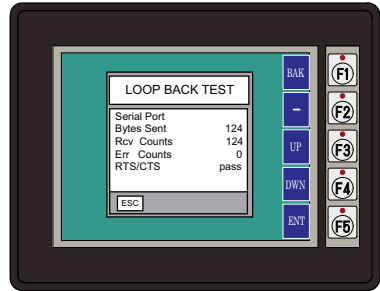 LOOP BACK TEST
Serial Port
Bytes Sent 124
Rcv Counts 124
Err Counts 0
RTS/CTS pass
ESC
BAK
–
UP
DWN
ENT
F1
F2
F3
F4
F5